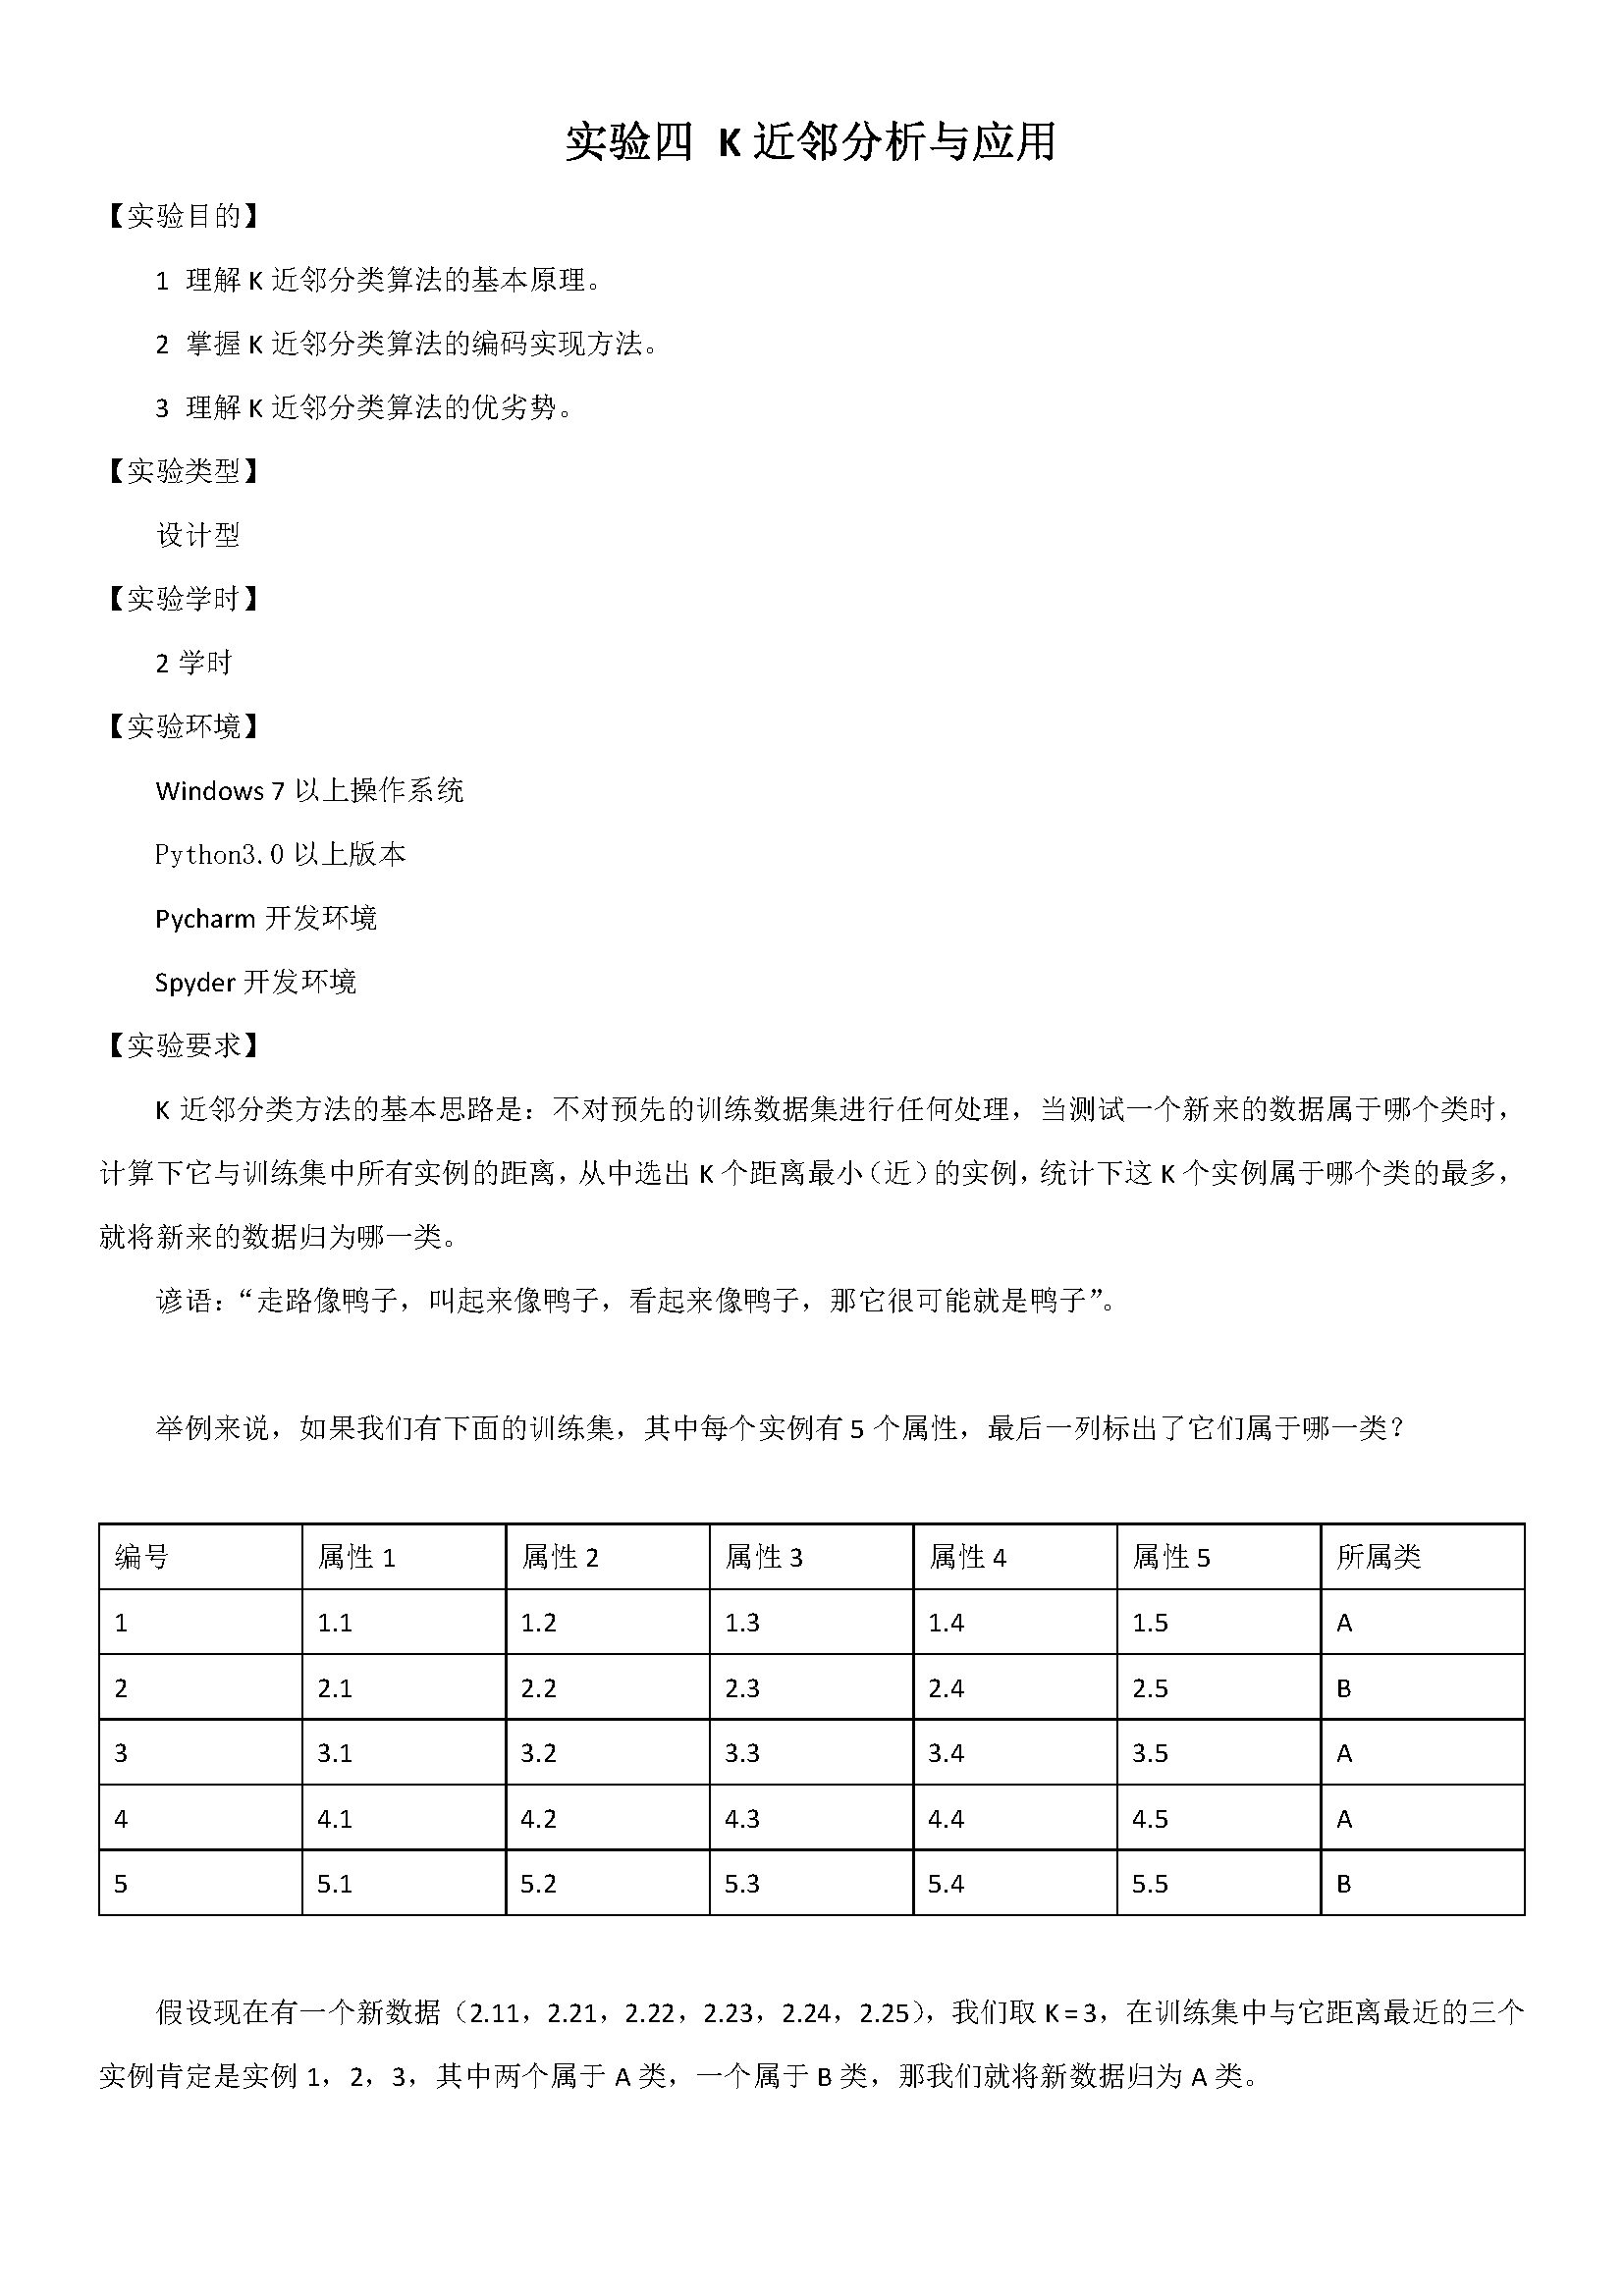 实验四 K 近邻分析与应用
【实验目的】
1 理解 K 近邻分类算法的基本原理。
2 掌握 K 近邻分类算法的编码实现方法。
3 理解 K 近邻分类算法的优劣势。
【实验类型】
设计型
【实验学时】
2 学时
【实验环境】
Windows 7 以上操作系统
Python3.0 以上版本
Pycharm 开发环境
Spyder 开发环境
【实验要求】
K 近邻分类方法的基本思路是：不对预先的训练数据集进行任何处理，当测试一个新来的数据属于哪个类时，
计算下它与训练集中所有实例的距离，从中选出 K 个距离最小（近）的实例，统计下这 K 个实例属于哪个类的最多，
就将新来的数据归为哪一类。
谚语：“走路像鸭子，叫起来像鸭子，看起来像鸭子，那它很可能就是鸭子”。
举例来说，如果我们有下面的训练集，其中每个实例有 5 个属性，最后一列标出了它们属于哪一类？
编号 属性 1 属性 2 属性 3 属性 4 属性 5 所属类
1 1.1 1.2 1.3 1.4 1.5 A
2 2.1 2.2 2.3 2.4 2.5 B
3 3.1 3.2 3.3 3.4 3.5 A
4 4.1 4.2 4.3 4.4 4.5 A
5 5.1 5.2 5.3 5.4 5.5 B
假设现在有一个新数据（2.11，2.21，2.22，2.23，2.24，2.25），我们取 K = 3，在训练集中与它距离最近的三个
实例肯定是实例 1，2，3，其中两个属于 A 类，一个属于 B 类，那我们就将新数据归为 A 类。